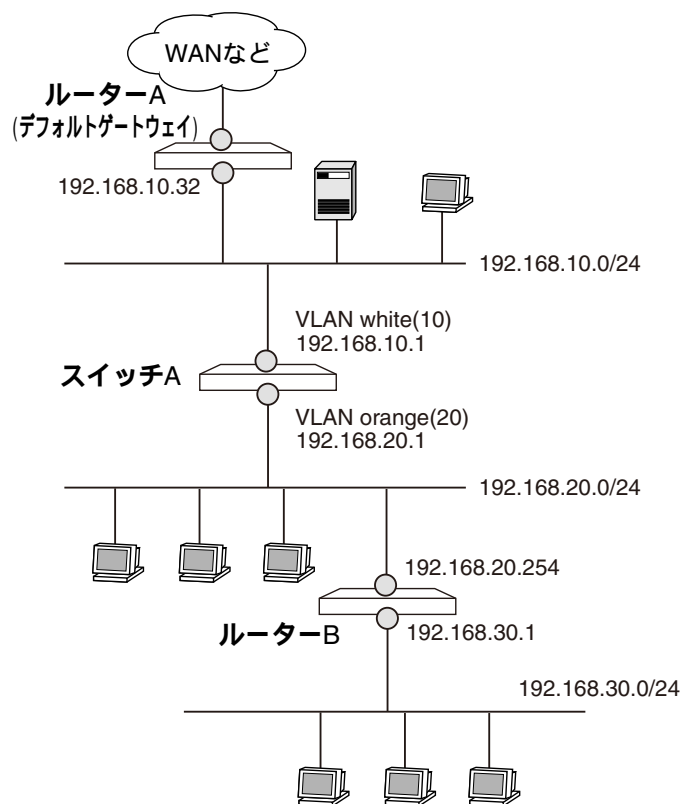 WANなど
ルーターA
(デフォルトゲートウェイ)
192.168.10.32
192.168.10.0/24
VLAN white(10)
192.168.10.1
スイッチA
VLAN orange(20)
192.168.20.1
192.168.20.0/24
192.168.20.254
ルーターB
192.168.30.1
192.168.30.0/24